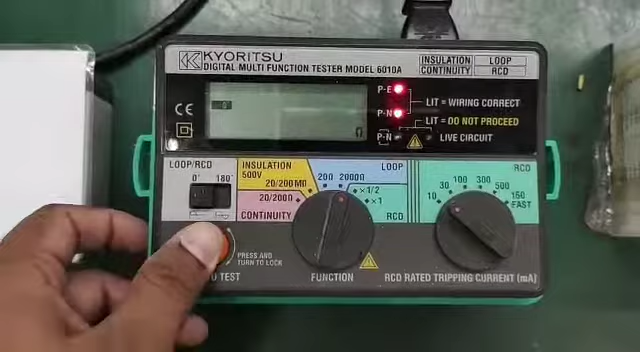 KYORITSU
DIGITAL MULTI FUNCTION TESTER MODEL 6010A
INSULATION LOOP
CONTINUITY RCD
P-E
LIT = WIRING CORRECT
P-N
LIT = DO NOT PROCEED
P-N LIVE CIRCUIT
CE
LOOP/RCD
0° 180°
INSULATION
500V
20/200MΩ
20/200Ω
CONTINUITY
LOOP
200 2000Ω
×1/2
×1
RCD
RCD
10 30 100 300 500 150
FAST
PRESS AND
TURN TO LOCK
TEST
FUNCTION
RCD RATED TRIPPING CURRENT (mA)